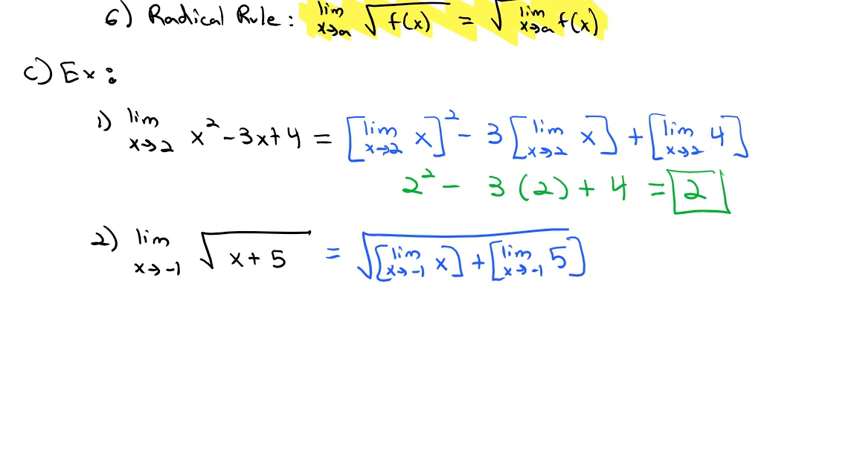 6) Radical Rule: lim x→a √f(x) = √lim x→a f(x)
C) Ex:
1) lim x→2 x² - 3x + 4 = [lim x→2 x]² - 3[lim x→2 x] + [lim x→2 4]
2² - 3(2) + 4 = 2
2) lim x→-1 √x + 5 = √[lim x→-1 x] + [lim x→-1 5]